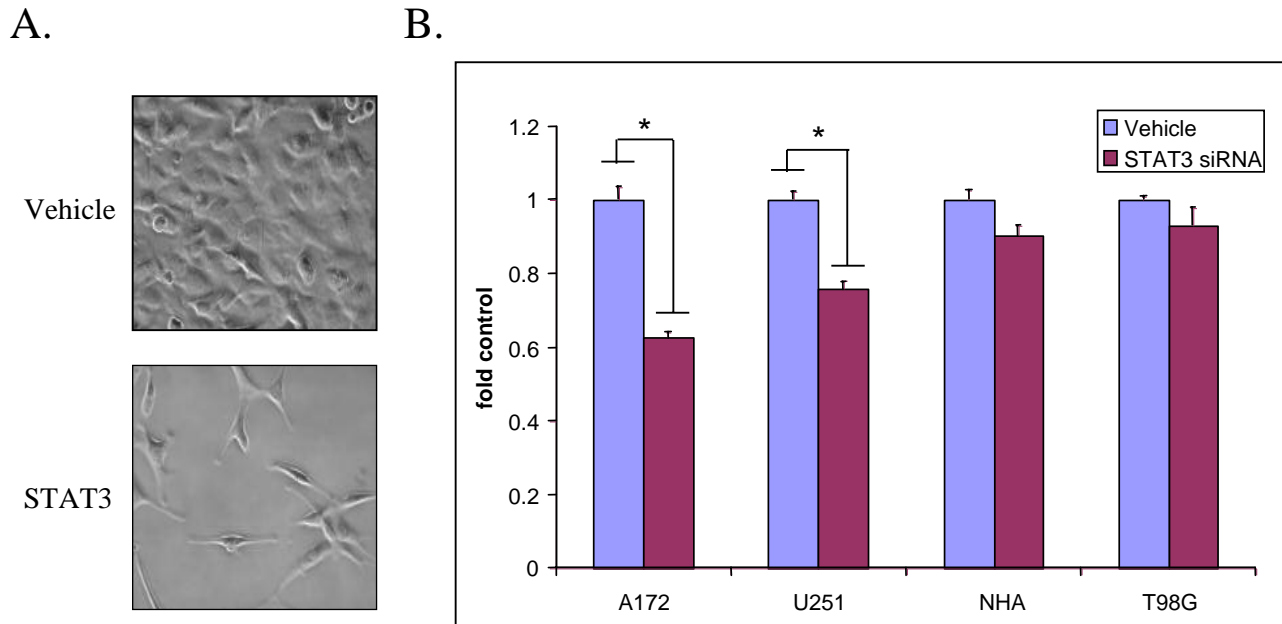 A.
B.
Vehicle
STAT3
1.2
1
0.8
0.6
0.4
0.2
0
fold control
*
*
Vehicle
STAT3 siRNA
A172
U251
NHA
T98G